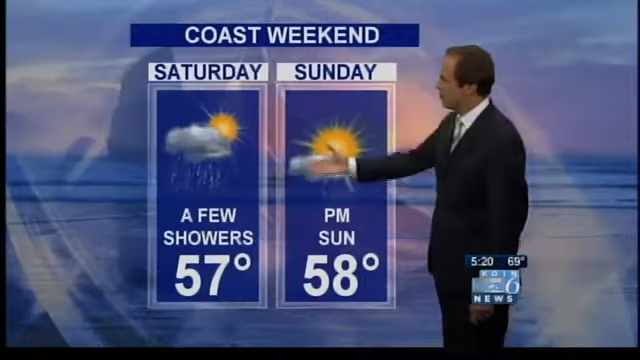 COAST WEEKEND
SATURDAY
SUNDAY
A FEW
SHOWERS
57°
PM
SUN
58°
5:20 69°
KOIN
6
NEWS